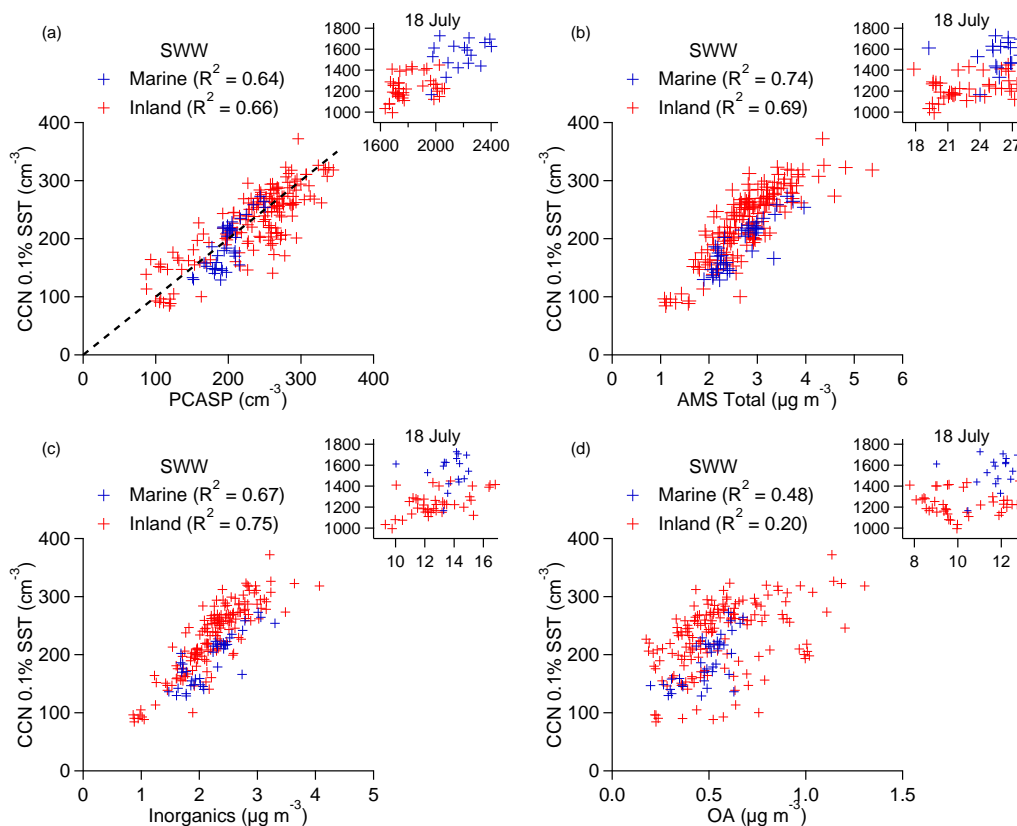 (a)
SWW
Marine (R² = 0.64)
Inland (R² = 0.66)
18 July
1800
1600
1400
1200
1000
1600
2000
2400
400
300
200
100
0
CCN 0.1% SST (cm⁻³)
0
100
200
300
400
PCASP (cm⁻³)
(b)
SWW
Marine (R² = 0.74)
Inland (R² = 0.69)
18 July
1800
1600
1400
1200
1000
18
21
24
27
400
300
200
100
0
CCN 0.1% SST (cm⁻³)
0
1
2
3
4
5
6
AMS Total (µg m⁻³)
(c)
SWW
Marine (R² = 0.67)
Inland (R² = 0.75)
18 July
1800
1600
1400
1200
1000
10
12
14
16
400
300
200
100
0
CCN 0.1% SST (cm⁻³)
0
1
2
3
4
5
Inorganics (µg m⁻³)
(d)
SWW
Marine (R² = 0.48)
Inland (R² = 0.20)
18 July
1800
1600
1400
1200
1000
8
10
12
400
300
200
100
0
CCN 0.1% SST (cm⁻³)
0.0
0.5
1.0
1.5
OA (µg m⁻³)